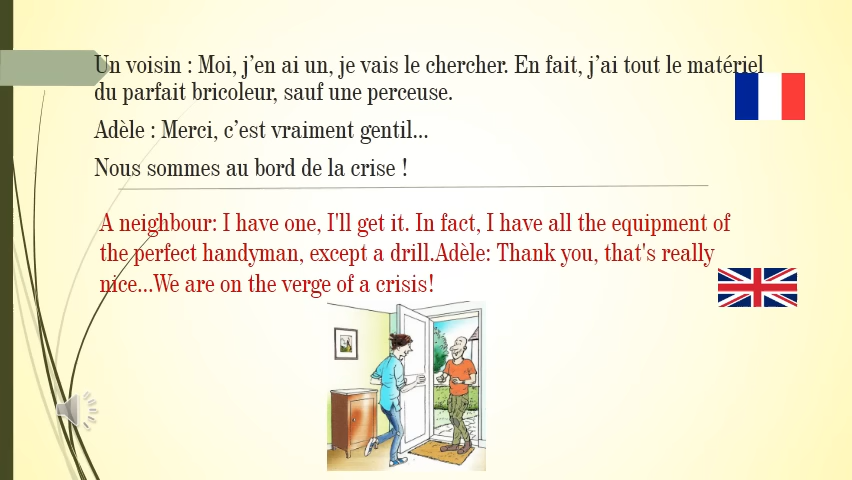 Un voisin : Moi, j’en ai un, je vais le chercher. En fait, j’ai tout le matériel
du parfait bricoleur, sauf une perceuse.
Adèle : Merci, c’est vraiment gentil...
Nous sommes au bord de la crise !
A neighbour: I have one, I'll get it. In fact, I have all the equipment of
the perfect handyman, except a drill.Adèle: Thank you, that's really
nice...We are on the verge of a crisis!